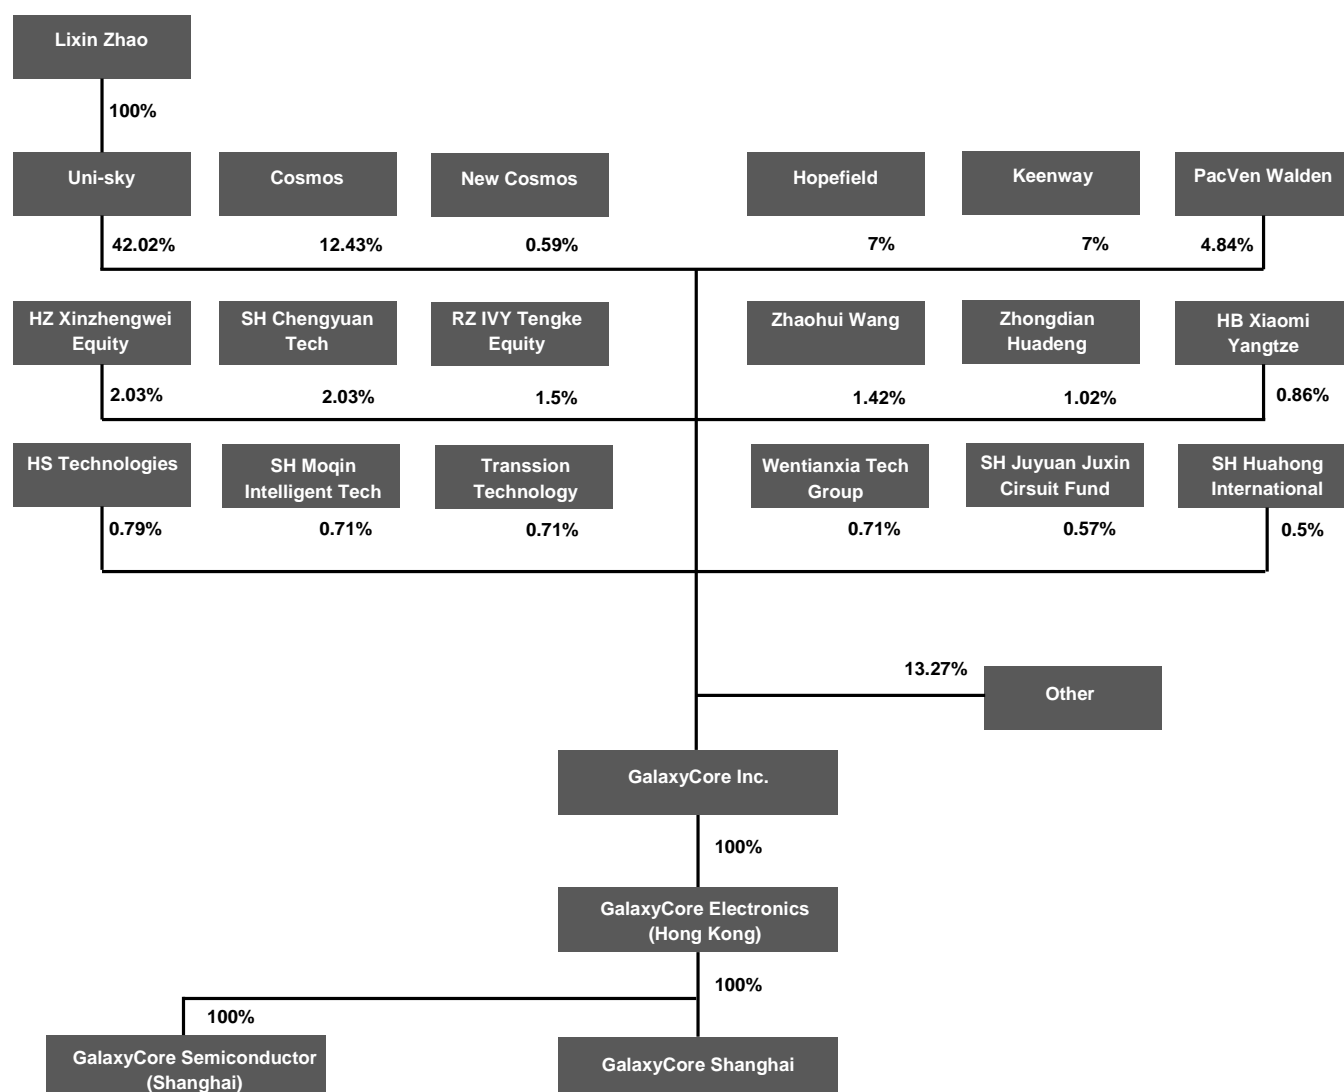 Lixin Zhao
100%
Uni-sky
Cosmos
New Cosmos
Hopefield
Keenway
PacVen Walden
42.02%
12.43%
0.59%
7%
7%
4.84%
HZ Xinzhengwei
Equity
SH Chengyuan
Tech
RZ IVY Tengke
Equity
Zhaohui Wang
Zhongdian
Huadeng
HB Xiaomi
Yangtze
2.03%
2.03%
1.5%
1.42%
1.02%
0.86%
HS Technologies
SH Moqin
Intelligent Tech
Transsion
Technology
Wentianxia Tech
Group
SH Juyuan Juxin
Cirsuit Fund
SH Huahong
International
0.79%
0.71%
0.71%
0.71%
0.57%
0.5%
13.27%
Other
GalaxyCore Inc.
100%
GalaxyCore Electronics
(Hong Kong)
100%
100%
GalaxyCore Semiconductor
(Shanghai)
GalaxyCore Shanghai